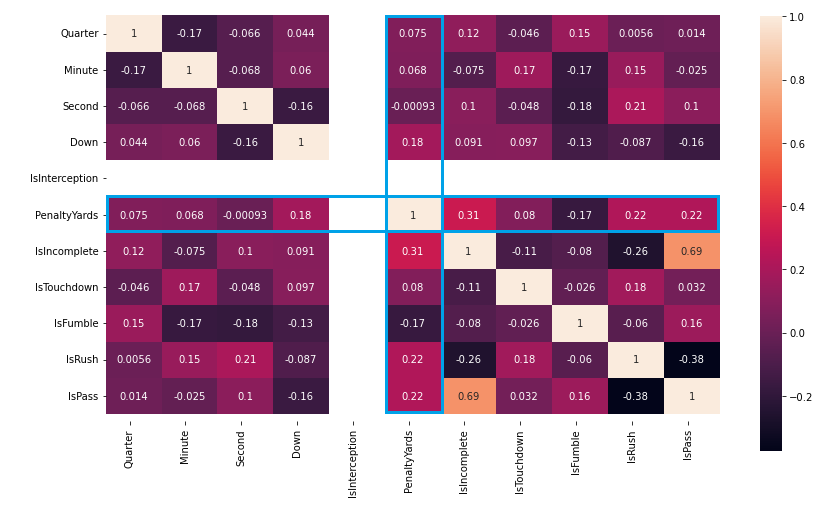 Quarter 1 -0.17 -0.066 0.044 0.075 0.12 -0.046 0.15 0.0056 0.014
Minute -0.17 1 -0.068 0.06 0.068 -0.075 0.17 -0.17 0.15 -0.025
Second -0.066 -0.068 1 -0.16 -0.00093 0.1 -0.048 -0.18 0.21 0.1
Down 0.044 0.06 -0.16 1 0.18 0.091 0.097 -0.13 -0.087 -0.16
IsInterception
PenaltyYards 0.075 0.068 -0.00093 0.18 1 0.31 0.08 -0.17 0.22 0.22
IsIncomplete 0.12 -0.075 0.1 0.091 0.31 1 -0.11 -0.08 -0.26 0.69
IsTouchdown -0.046 0.17 -0.048 0.097 0.08 -0.11 1 -0.026 0.18 0.032
IsFumble 0.15 -0.17 -0.18 -0.13 -0.17 -0.08 -0.026 1 -0.06 0.16
IsRush 0.0056 0.15 0.21 -0.087 0.22 -0.26 0.18 -0.06 1 -0.38
IsPass 0.014 -0.025 0.1 -0.16 0.22 0.69 0.032 0.16 -0.38 1
Quarter
Minute
Second
Down
IsInterception
PenaltyYards
IsIncomplete
IsTouchdown
IsFumble
IsRush
IsPass
1.0
0.8
0.6
0.4
0.2
0.0
−0.2